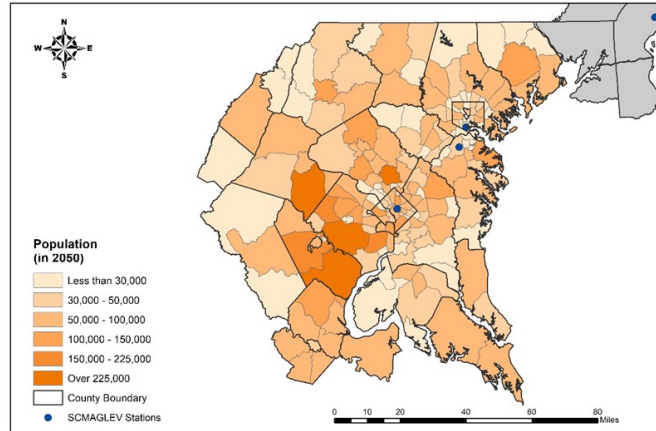 N
W E
S
Population
(in 2050)
Less than 30,000
30,000 - 50,000
50,000 - 100,000
100,000 - 150,000
150,000 - 225,000
Over 225,000
County Boundary
SCMAGLEV Stations
0 10 20 40 60 80
Miles